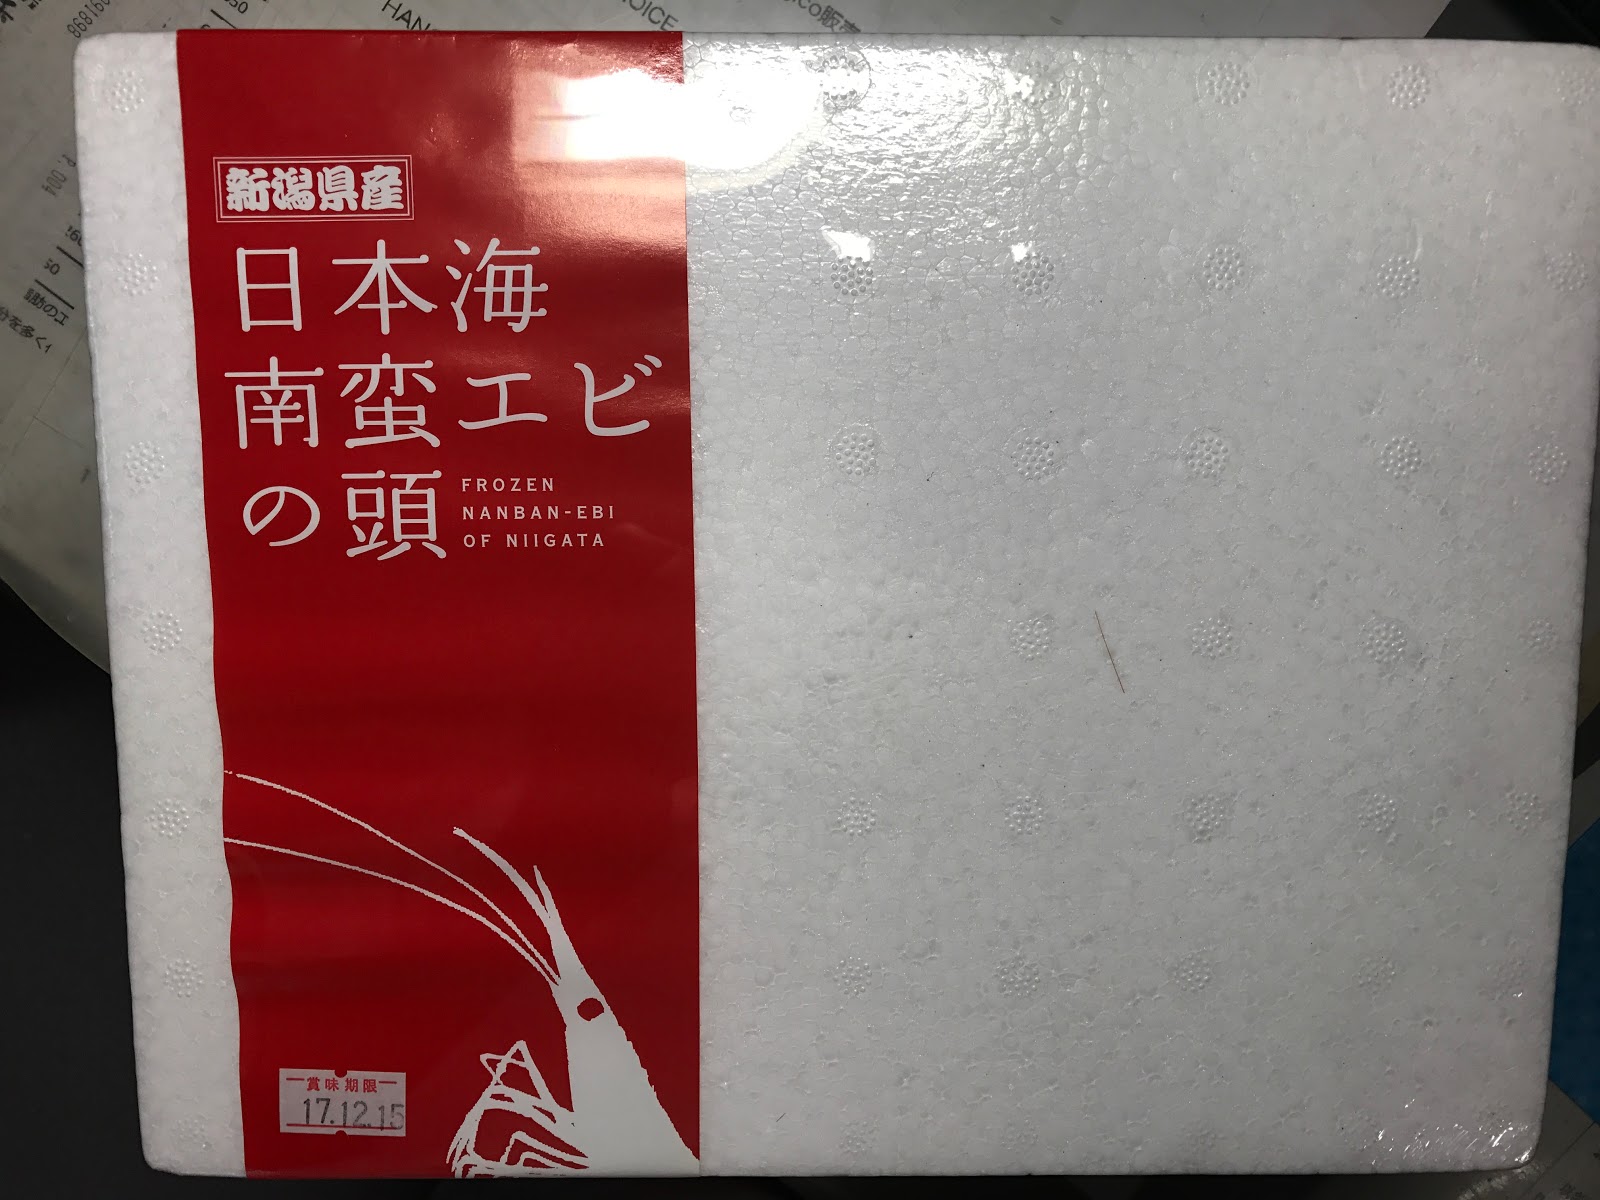 新潟県産
日本海
南蛮エビ
の頭
FROZEN
NANBAN-EBI
OF NIIGATA
賞味期限
17.12.15